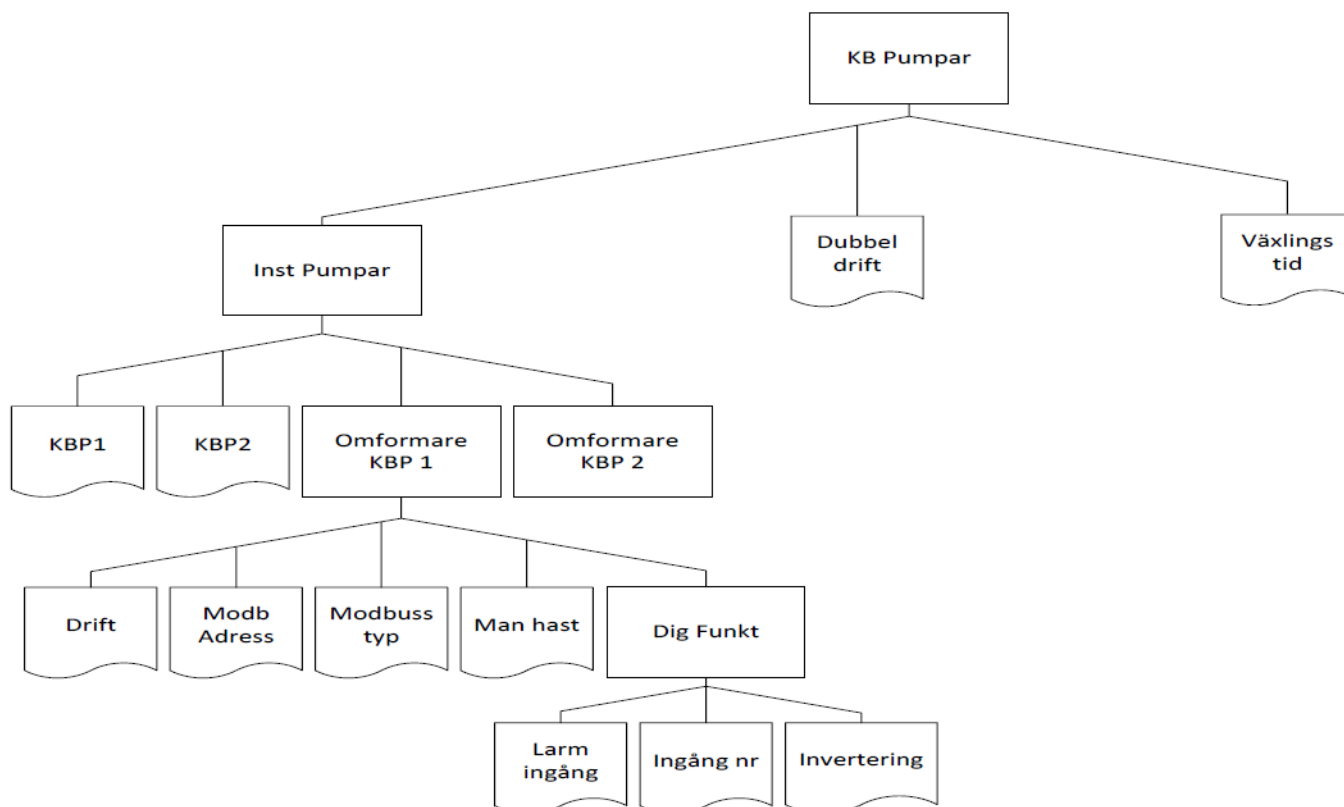 KB Pumpar
Dubbel
drift
Växlings
tid
Inst Pumpar
KBP1
KBP2
Omformare
KBP 1
Omformare
KBP 2
Drift
Modb
Adress
Modbuss
typ
Man hast
Dig Funkt
Larm
ingång
Ingång nr
Invertering